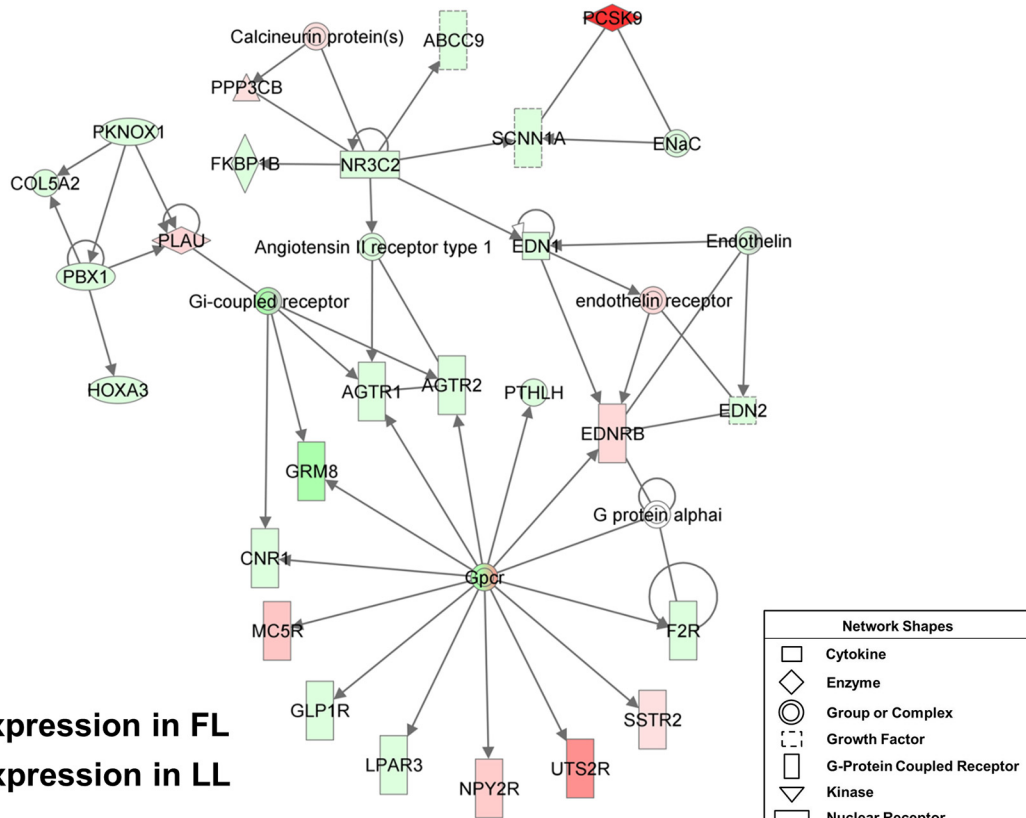 PCSK9
Calcineurin protein(s)
ABCC9
PPP3CB
PKNOX1
SCNN1A
ENaC
FKBP1B
NR3C2
COL5A2
PLAU
Angiotensin II receptor type 1
EDN1
Endothelin
PBX1
Gi-coupled receptor
endothelin receptor
HOXA3
AGTR1
AGTR2
PTHLH
EDN2
EDNRB
GRM8
G protein alphai
CNR1
Gpcr
MC5R
F2R
GLP1R
SSTR2
LPAR3
NPY2R
UTS2R
xpression in FL
xpression in LL
Network Shapes
Cytokine
Enzyme
Group or Complex
Growth Factor
G-Protein Coupled Receptor
Kinase
Nuclear Receptor